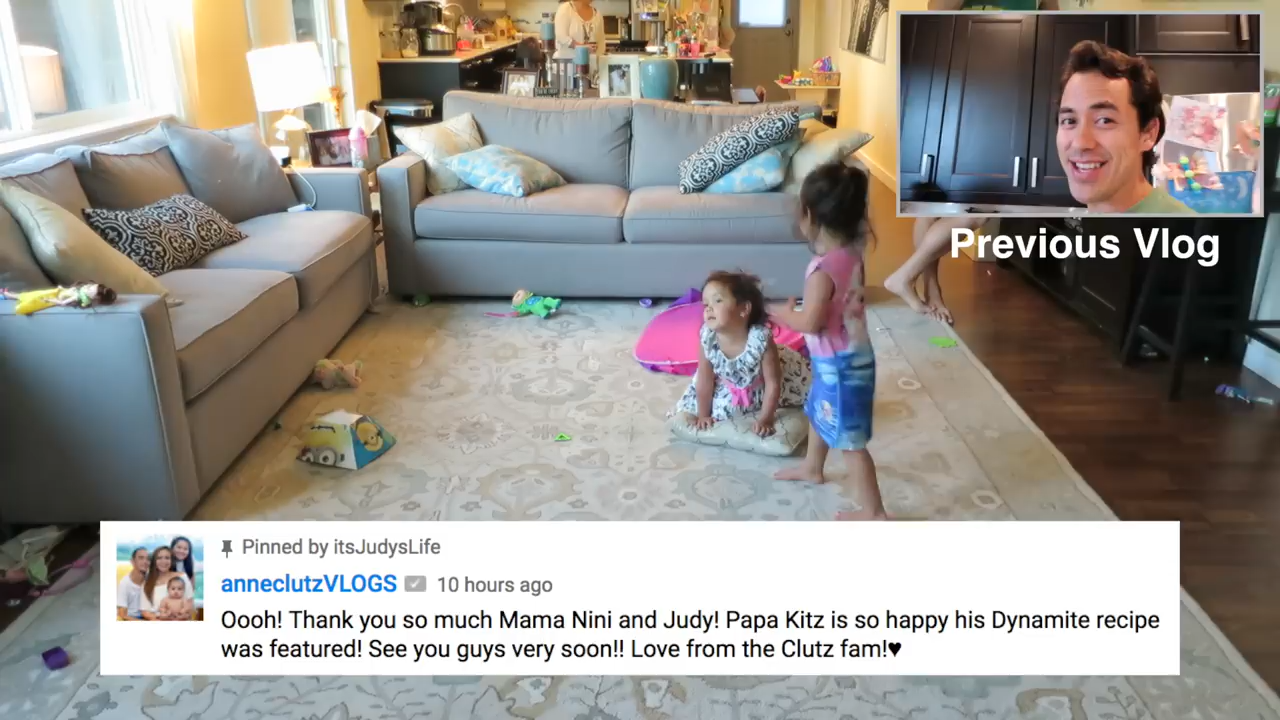 Previous Vlog
Pinned by itsJudysLife
anneclutzVLOGS 10 hours ago
Oooh! Thank you so much Mama Nini and Judy! Papa Kitz is so happy his Dynamite recipe
was featured! See you guys very soon!! Love from the Clutz fam!♥